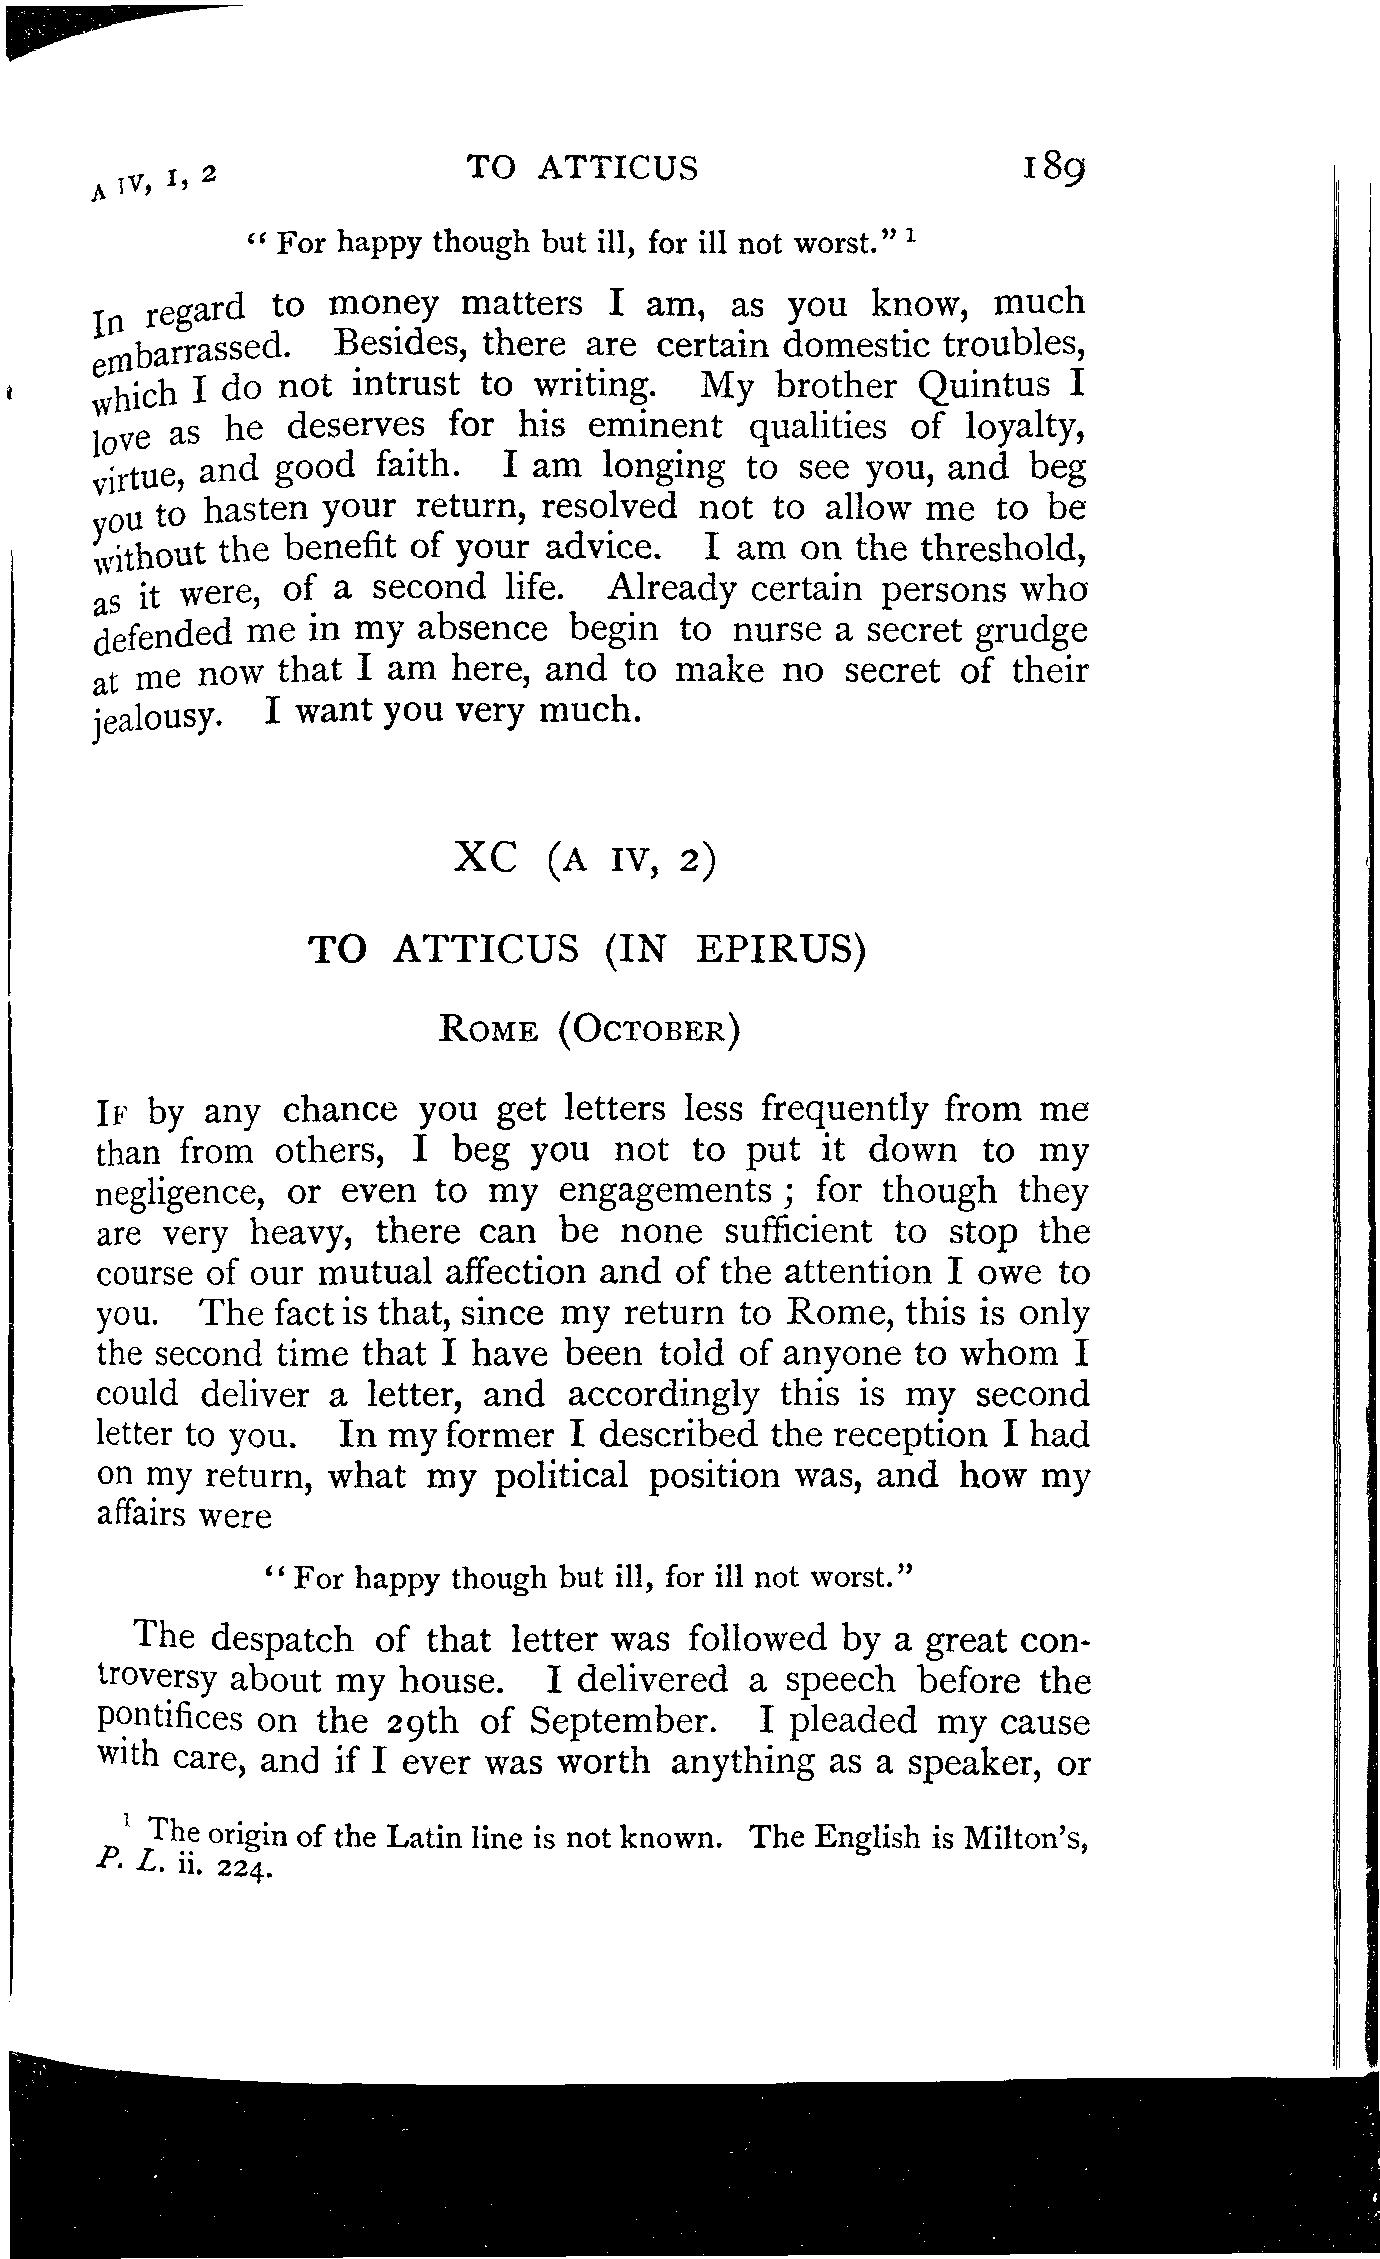 A IV, 1, 2 TO ATTICUS 189
“ For happy though but ill, for ill not worst.” ¹
In regard to money matters I am, as you know, much
embarrassed. Besides, there are certain domestic troubles,
which I do not intrust to writing. My brother Quintus I
love as he deserves for his eminent qualities of loyalty,
virtue, and good faith. I am longing to see you, and beg
you to hasten your return, resolved not to allow me to be
without the benefit of your advice. I am on the threshold,
as it were, of a second life. Already certain persons who
defended me in my absence begin to nurse a secret grudge
at me now that I am here, and to make no secret of their
jealousy. I want you very much.
XC (A IV, 2)
TO ATTICUS (IN EPIRUS)
ROME (OCTOBER)
IF by any chance you get letters less frequently from me
than from others, I beg you not to put it down to my
negligence, or even to my engagements ; for though they
are very heavy, there can be none sufficient to stop the
course of our mutual affection and of the attention I owe to
you. The fact is that, since my return to Rome, this is only
the second time that I have been told of anyone to whom I
could deliver a letter, and accordingly this is my second
letter to you. In my former I described the reception I had
on my return, what my political position was, and how my
affairs were
“ For happy though but ill, for ill not worst.”
The despatch of that letter was followed by a great con-
troversy about my house. I delivered a speech before the
pontifices on the 29th of September. I pleaded my cause
with care, and if I ever was worth anything as a speaker, or
¹ The origin of the Latin line is not known. The English is Milton's,
P. L. ii. 224.